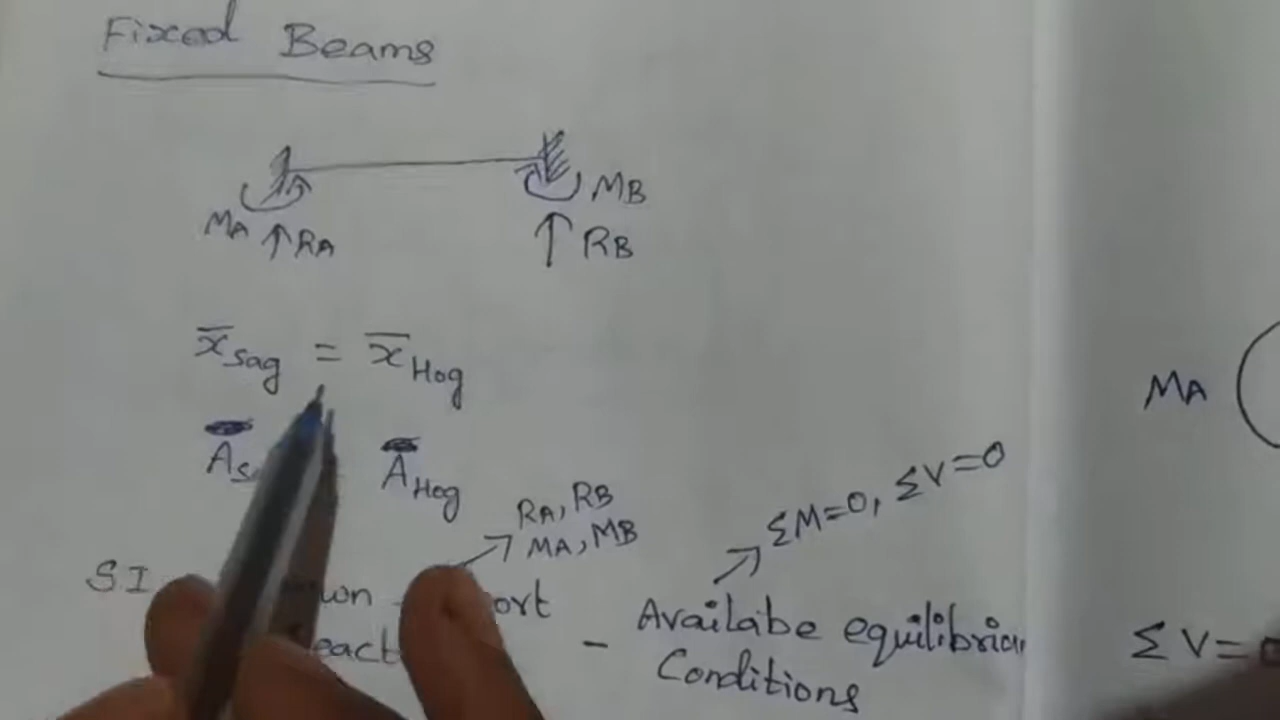 Fixed Beams
MA RA
MB
RB
x̄Sag = x̄Hog
AHog
RA, RB
MA, MB
ΣM=0, ΣV=0
SI
Availabe equilibrium
Conditions
MA
ΣV=0